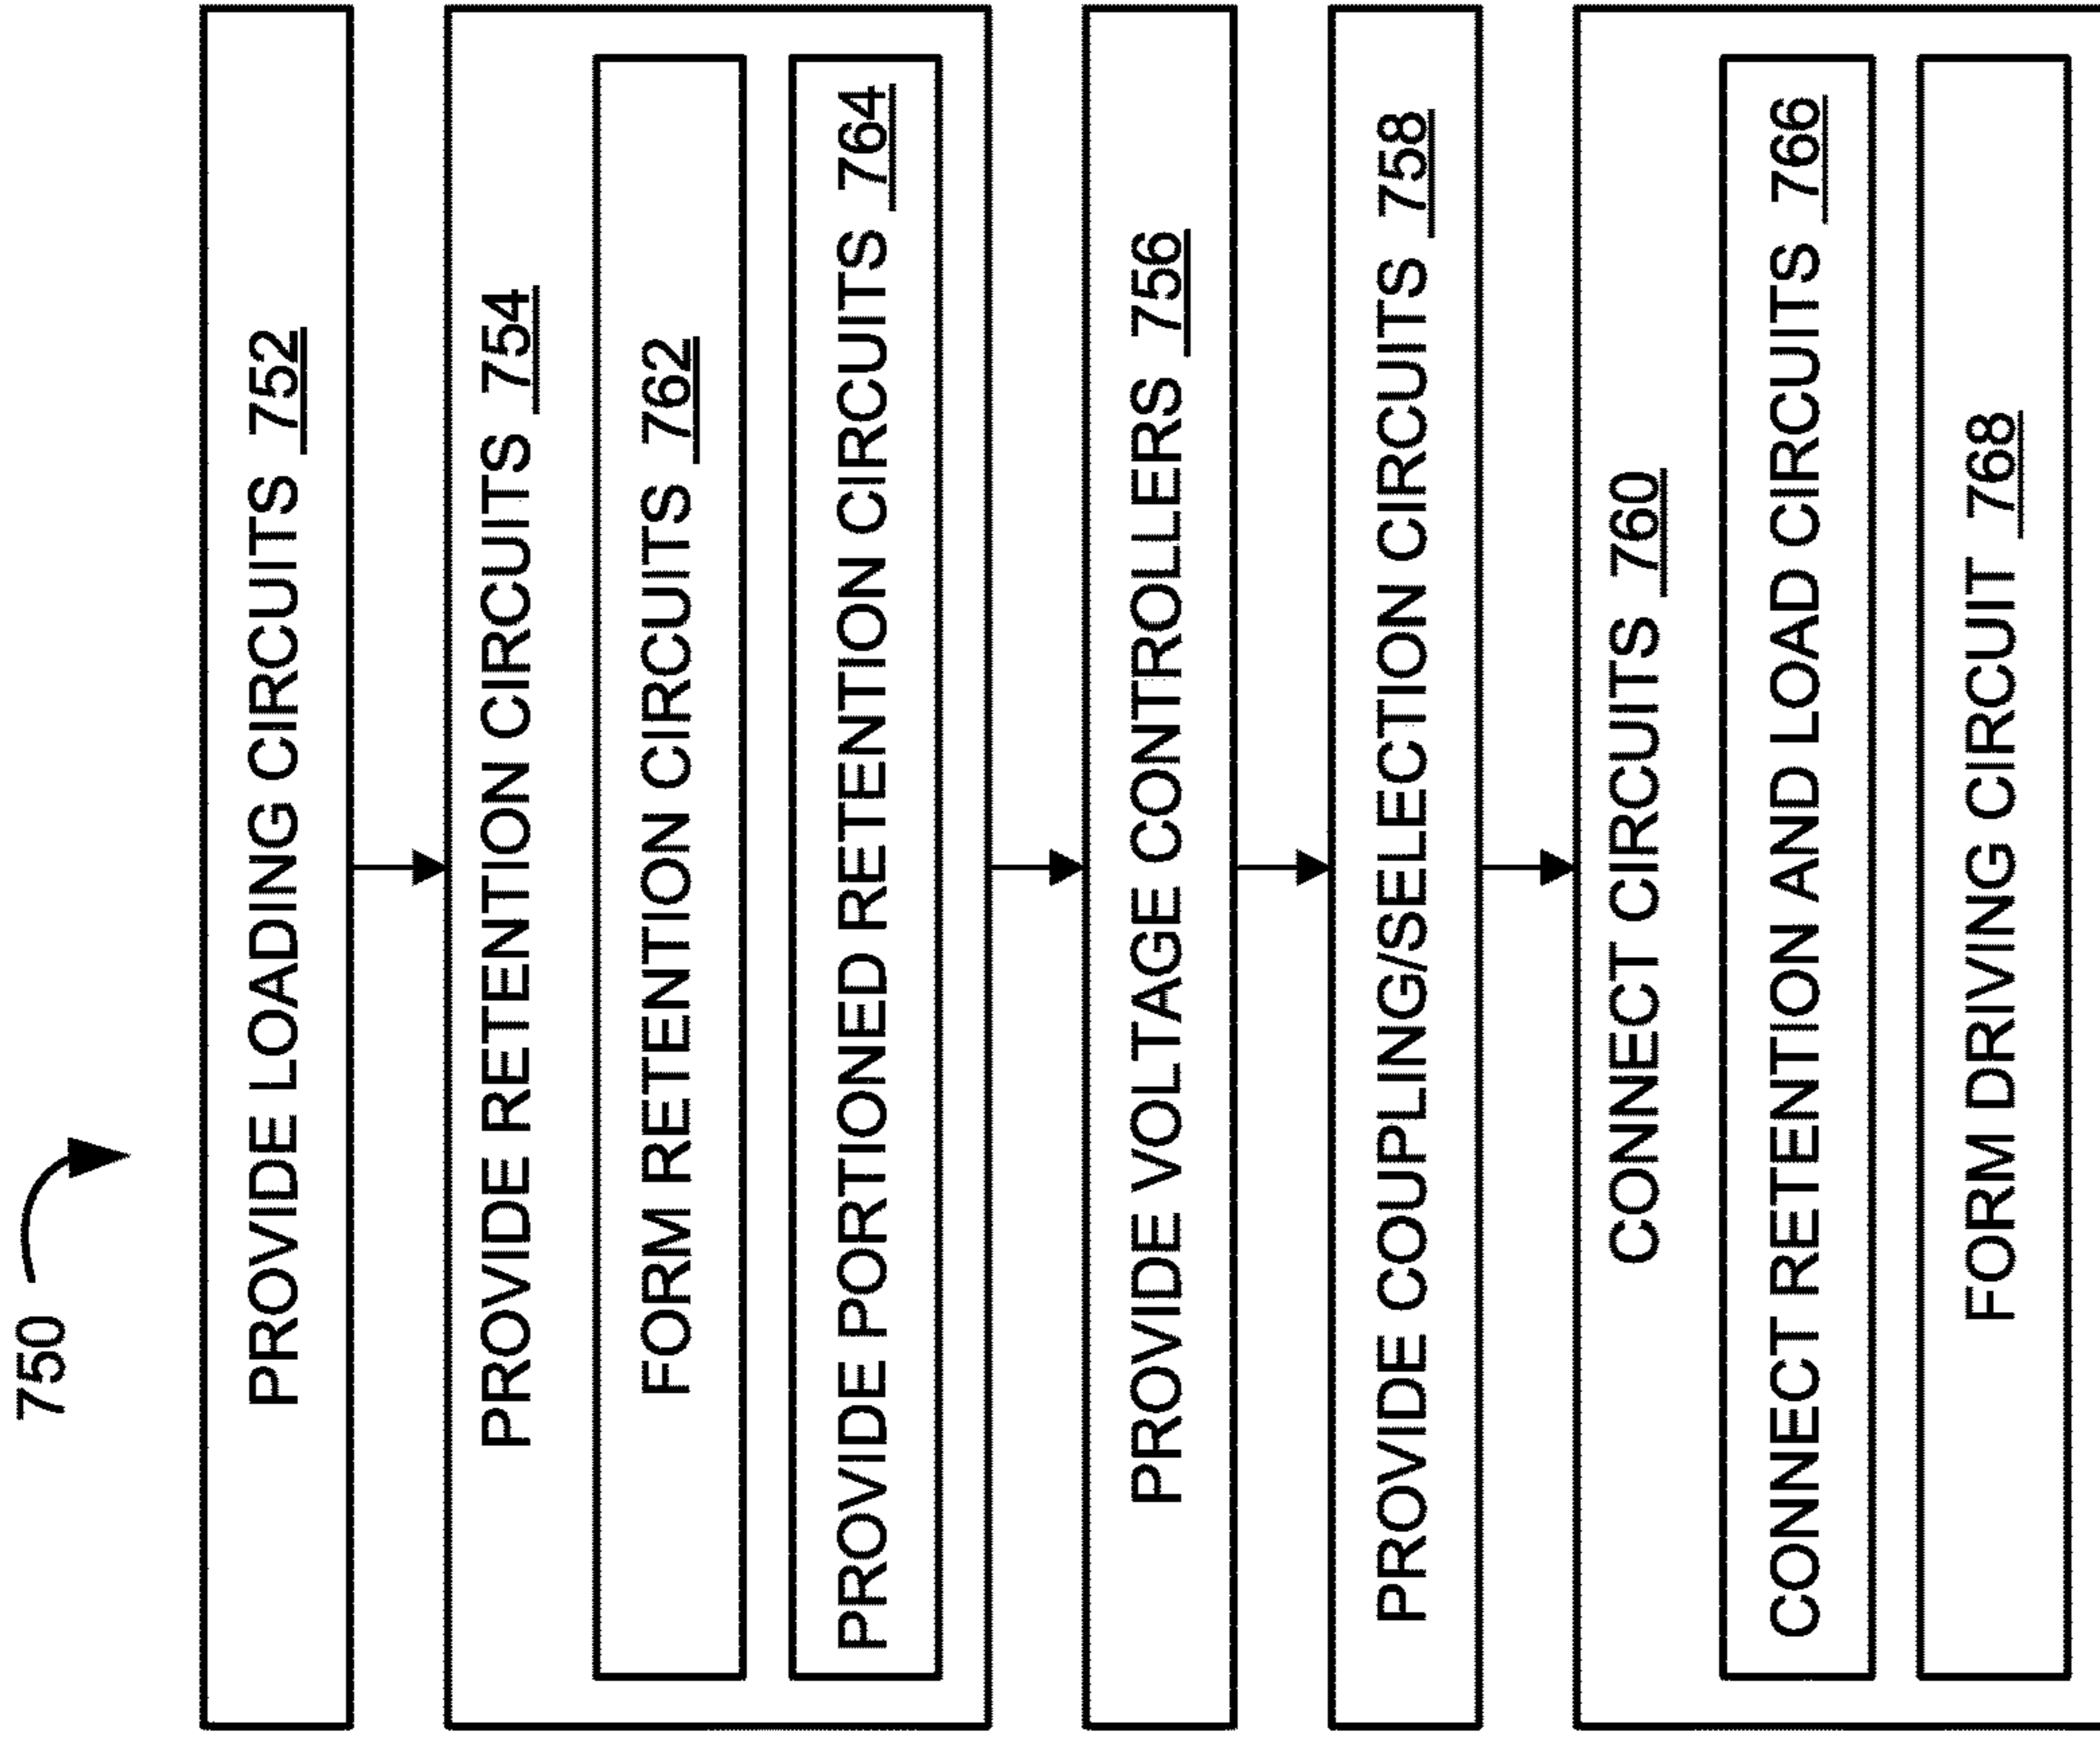 750
PROVIDE LOADING CIRCUITS 752
PROVIDE RETENTION CIRCUITS 754
FORM RETENTION CIRCUITS 762
PROVIDE PORTIONED RETENTION CIRCUITS 764
PROVIDE VOLTAGE CONTROLLERS 756
PROVIDE COUPLING/SELECTION CIRCUITS 758
CONNECT CIRCUITS 760
CONNECT RETENTION AND LOAD CIRCUITS 766
FORM DRIVING CIRCUIT 768